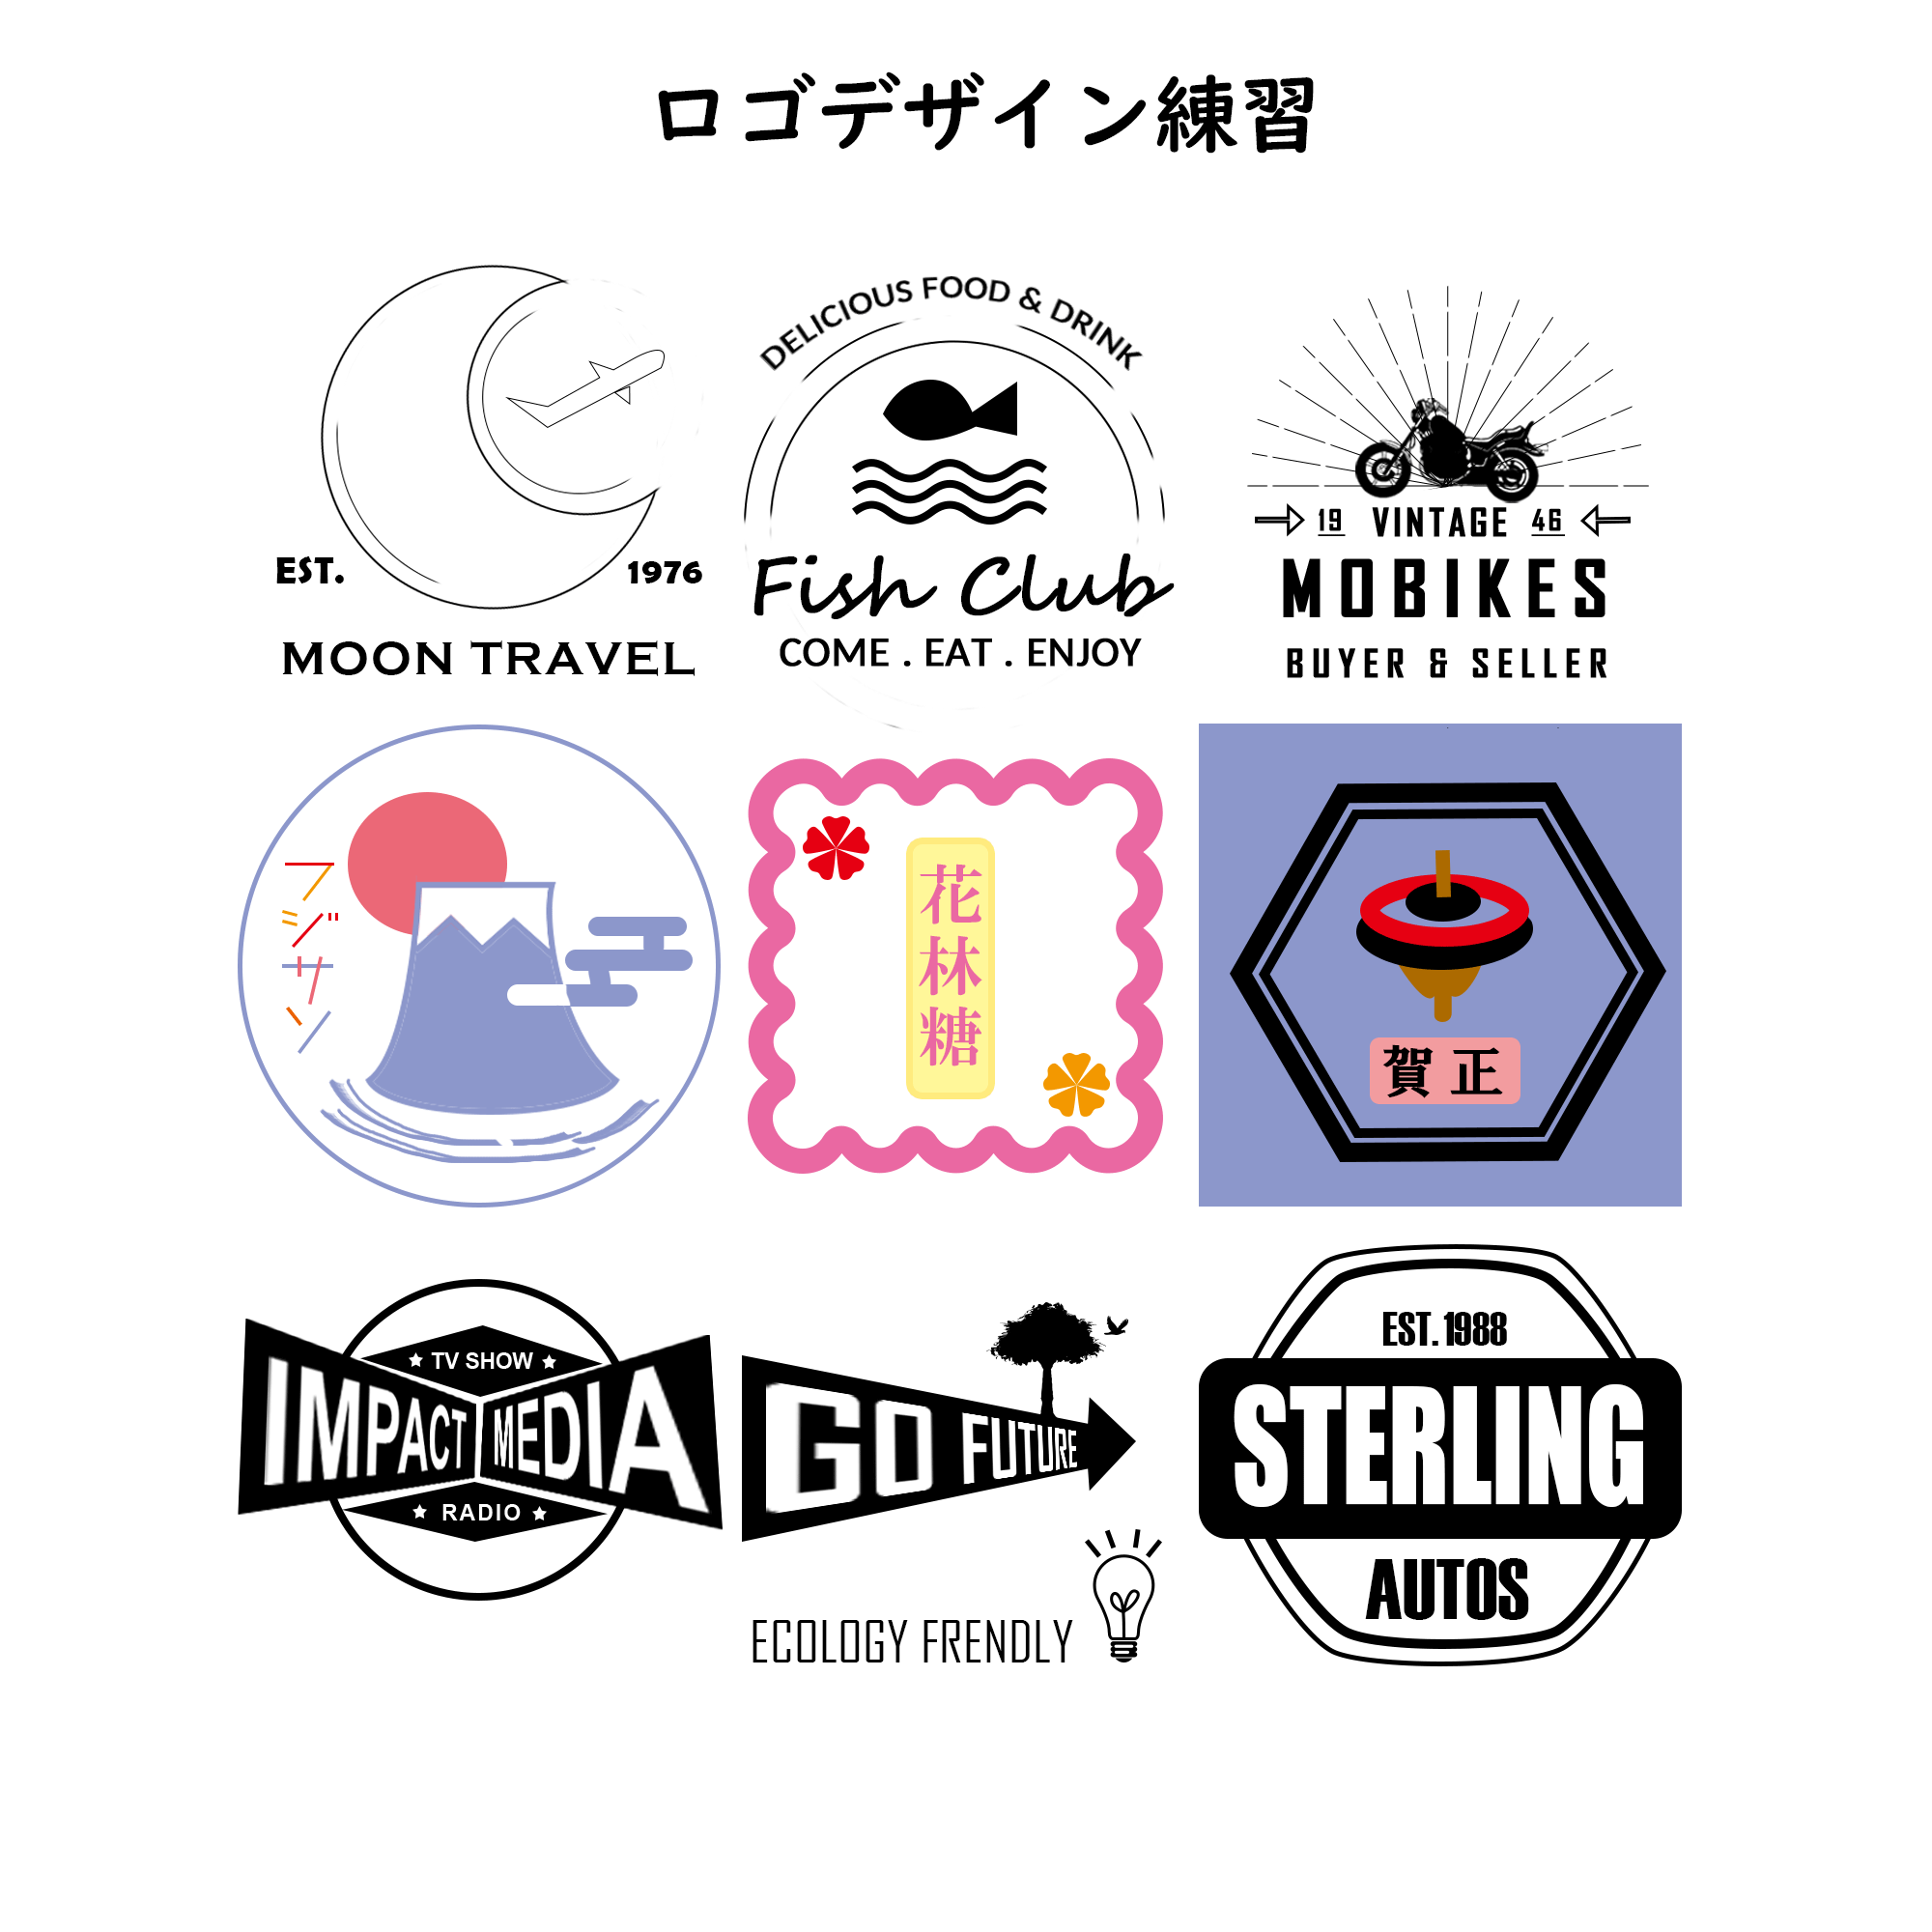 ロゴデザイン練習
EST. 1976
MOON TRAVEL
DELICIOUS FOOD & DRINK
Fish Club
COME . EAT . ENJOY
19 VINTAGE 46
MOBIKES
BUYER & SELLER
フジサン
花林糖
賀正
TV SHOW
IMPACT MEDIA
RADIO
GO FUTURE
ECOLOGY FRENDLY
EST. 1988
STERLING
AUTOS